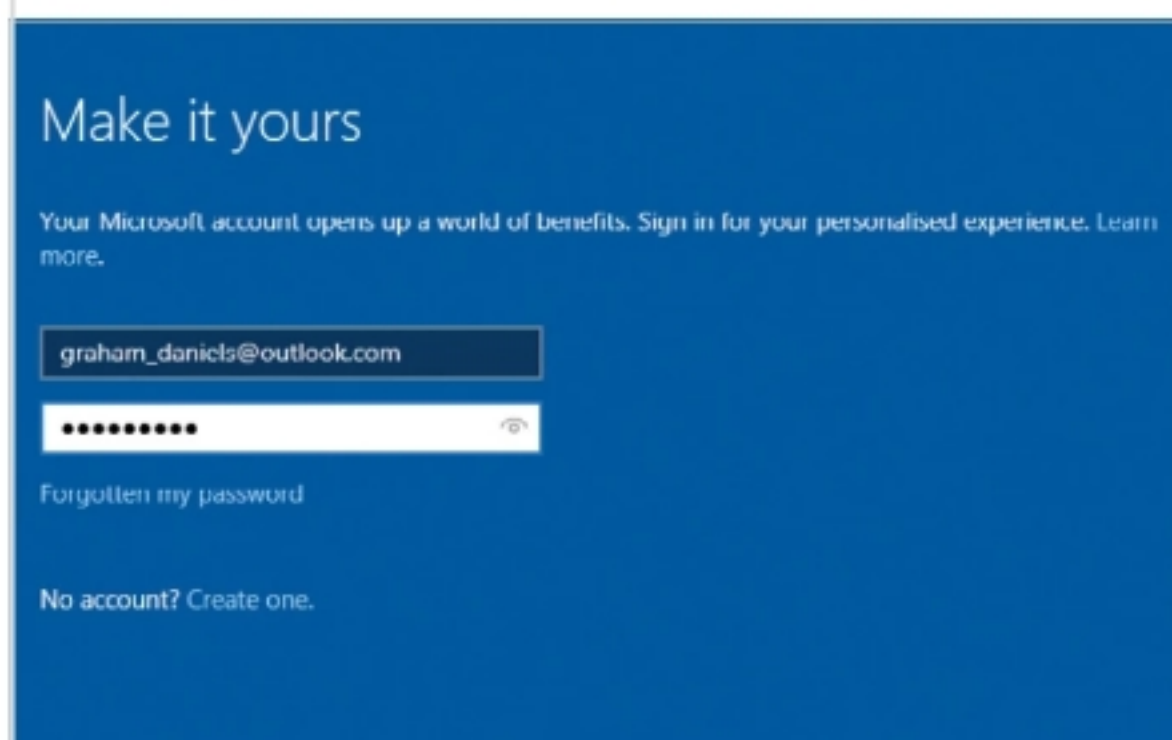 Make it yours
Your Microsoft account opens up a world of benefits. Sign in for your personalised experience. Learn
more.
graham_daniels@outlook.com
•••••••••
Forgotten my password
No account? Create one.